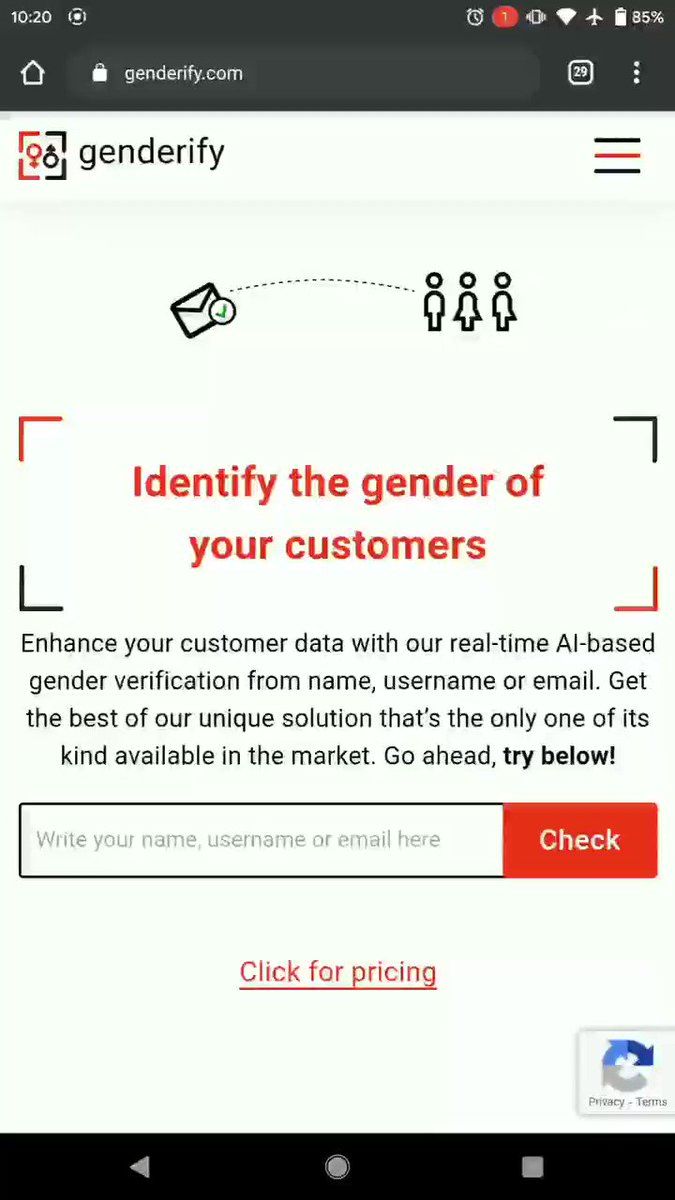 10:20
1
85%
genderify.com
29
genderify
Identify the gender of
your customers
Enhance your customer data with our real-time AI-based
gender verification from name, username or email. Get
the best of our unique solution that’s the only one of its
kind available in the market. Go ahead, try below!
Write your name, username or email here
Check
Click for pricing
Privacy - Terms